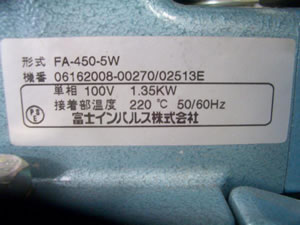 形式 FA-450-5W
機番 06162008-00270/02513E
単相 100V 1.35KW
接着部温度 220 ℃ 50/60Hz
富士インパルス株式会社